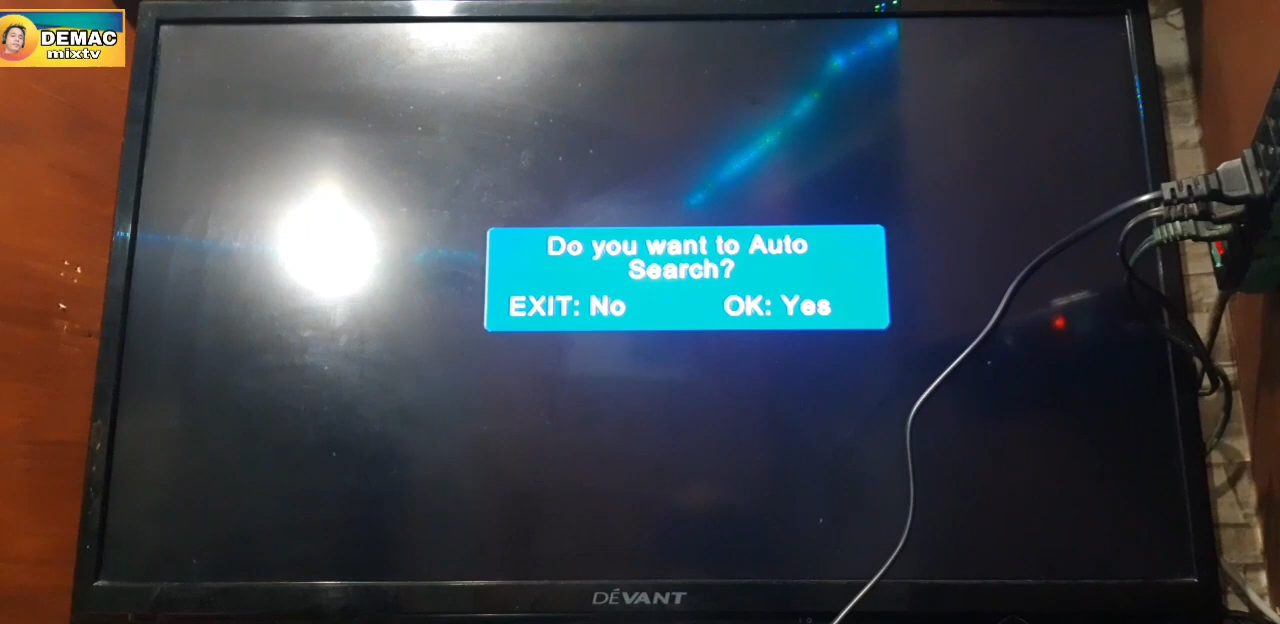 DEMAC
mixtv
Do you want to Auto
Search?
EXIT: No
OK: Yes
DEVANT